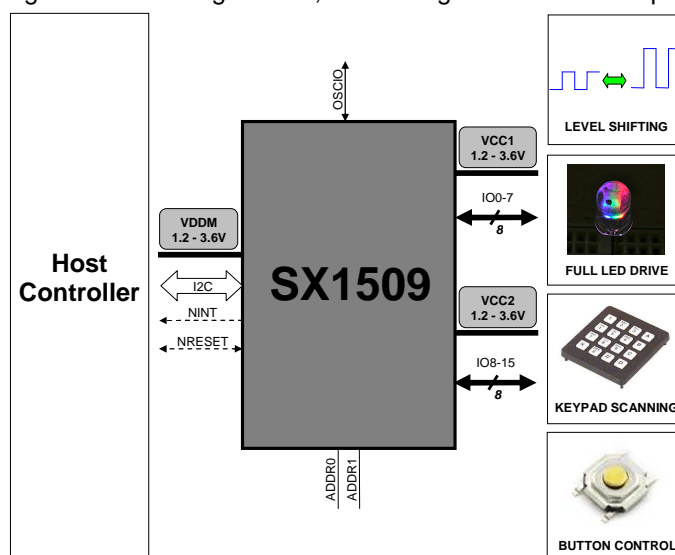 OSCIO
VCC1
1.2 - 3.6V
IO0-7
8
LEVEL SHIFTING
VDDM
1.2 - 3.6V
Host
Controller
I2C
NINT
NRESET
SX1509
FULL LED DRIVE
VCC2
1.2 - 3.6V
IO8-15
8
KEYPAD SCANNING
ADDR0
ADDR1
BUTTON CONTROL